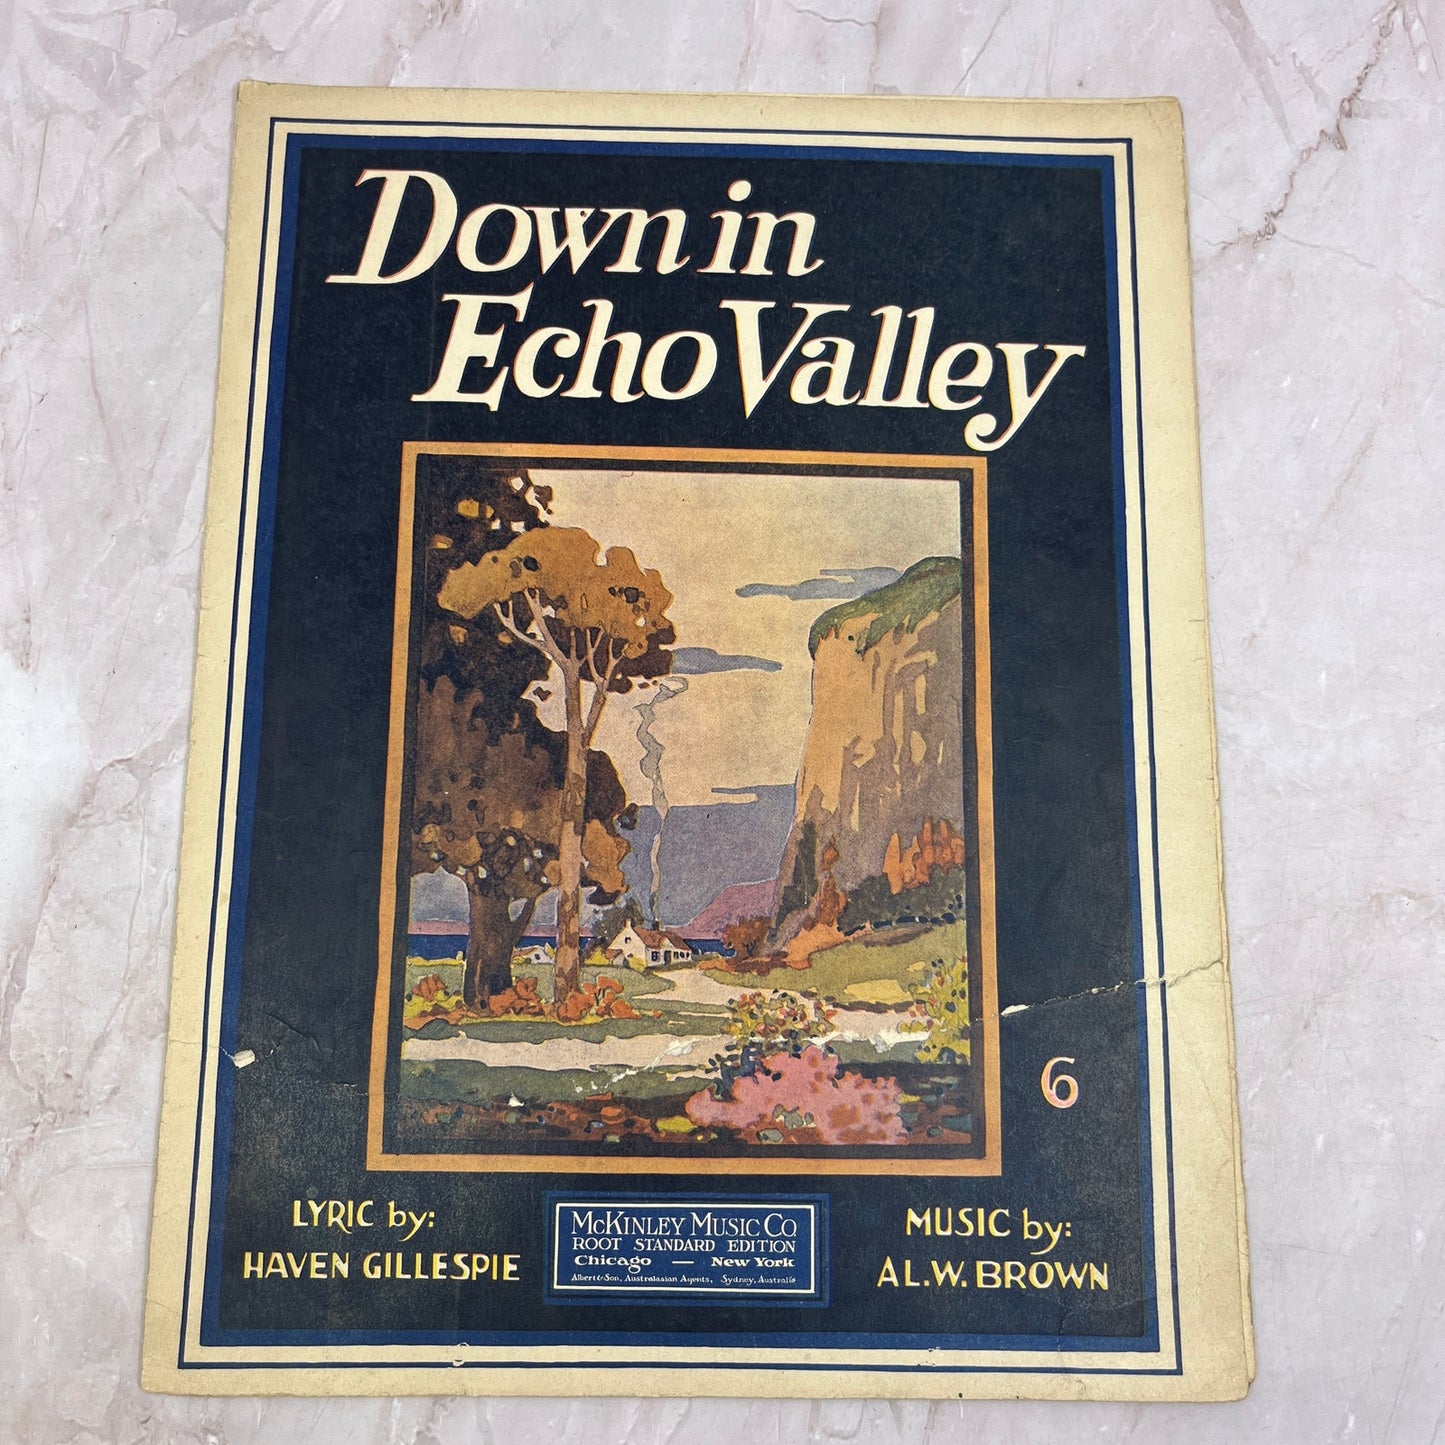 Down in
Echo Valley
6
LYRIC by:
HAVEN GILLESPIE
McKINLEY MUSIC CO.
ROOT STANDARD EDITION
Chicago — New York
Albert & Son, Australasian Agents, Sydney, Australia
MUSIC by:
AL.W. BROWN